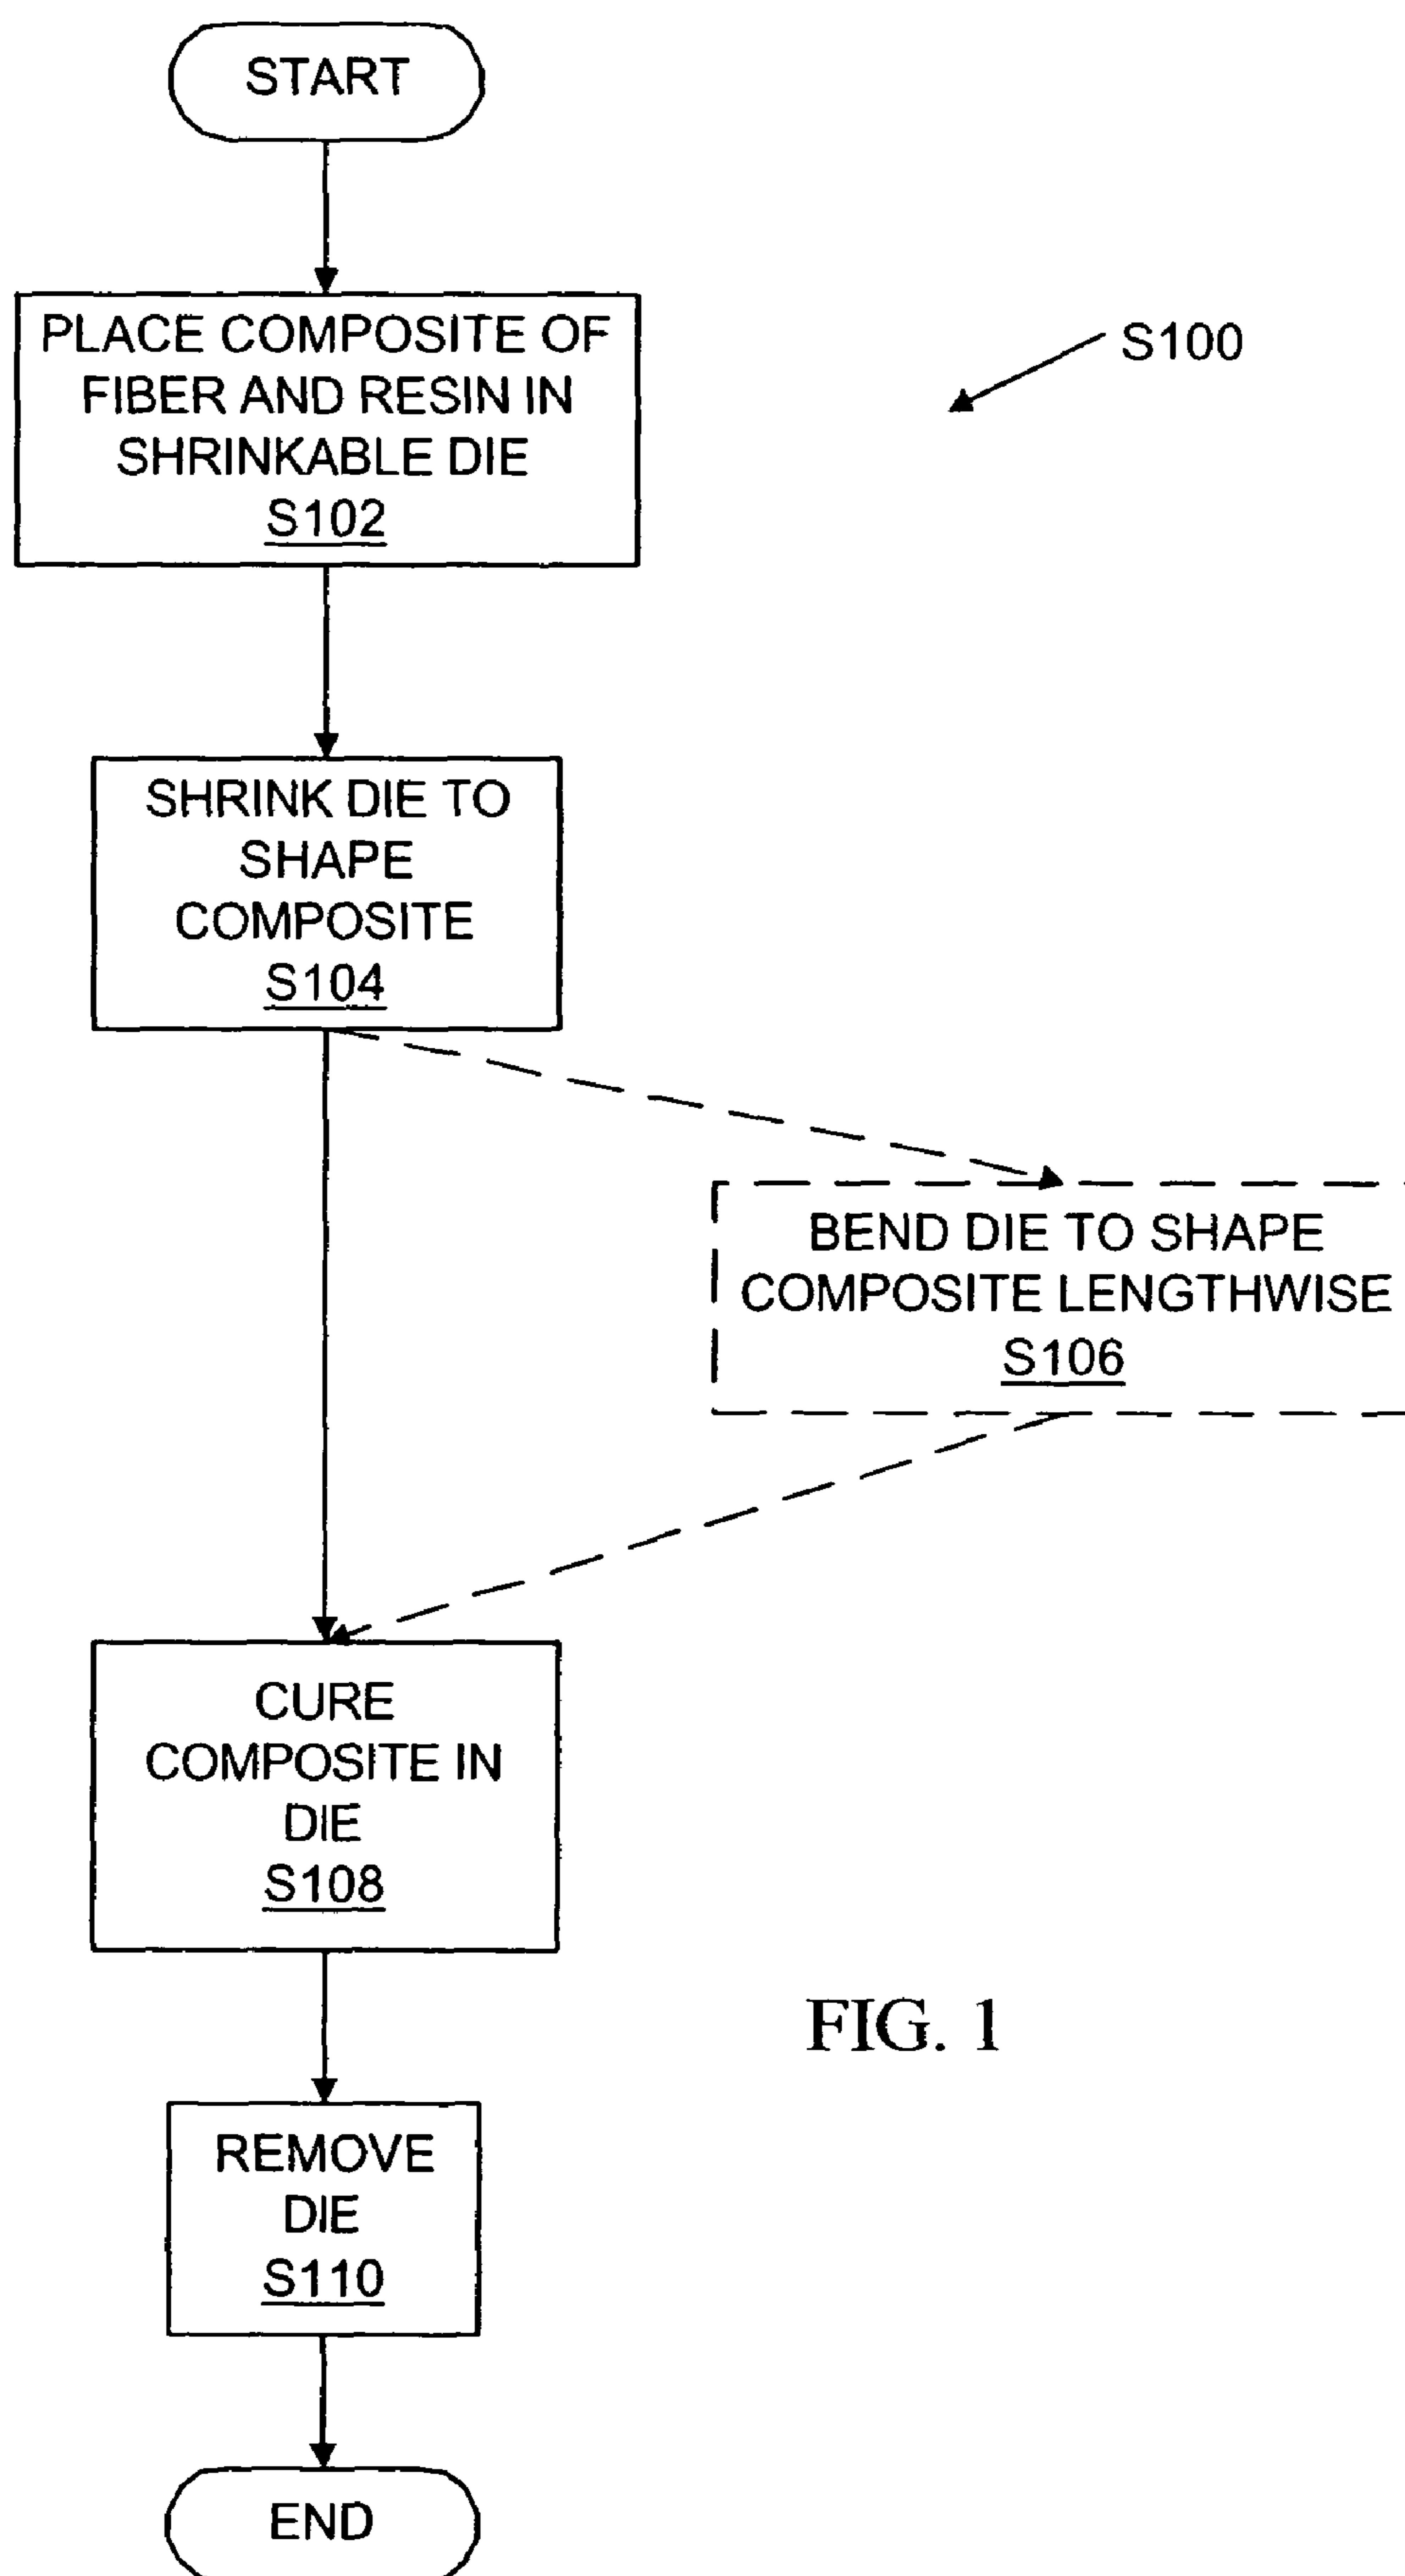 START
PLACE COMPOSITE OF
FIBER AND RESIN IN
SHRINKABLE DIE
S102
S100
SHRINK DIE TO
SHAPE
COMPOSITE
S104
BEND DIE TO SHAPE
COMPOSITE LENGTHWISE
S106
CURE
COMPOSITE IN
DIE
S108
FIG. 1
REMOVE
DIE
S110
END